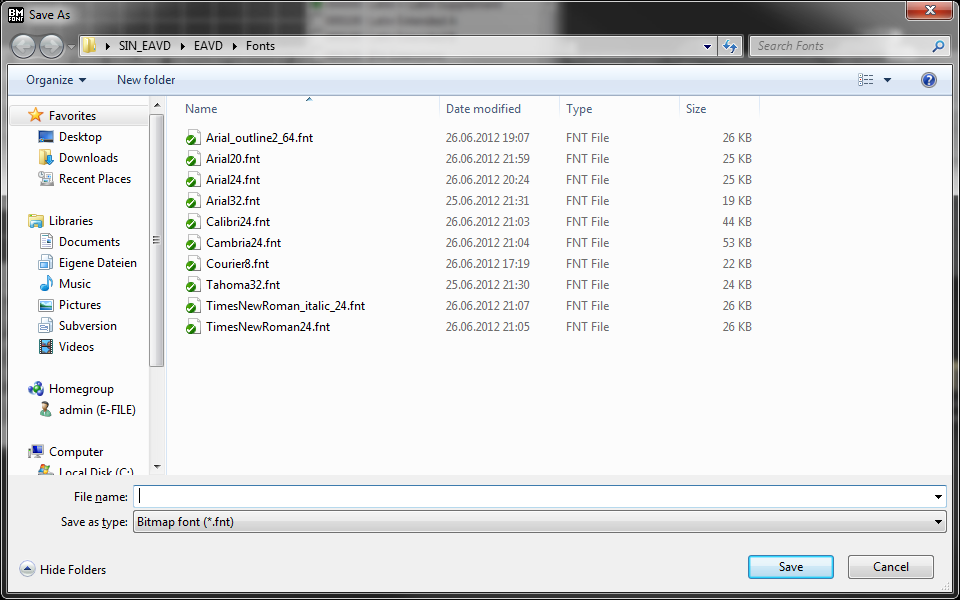 BM FONT Save As
SIN_EAVD EAVD Fonts Search Fonts
Organize New folder
Name Date modified Type Size
Favorites
Desktop
Downloads
Recent Places
Libraries
Documents
Eigene Dateien
Music
Pictures
Subversion
Videos
Homegroup
admin (E-FILE)
Computer
Local Disk (C:)
Arial_outline2_64.fnt 26.06.2012 19:07 FNT File 26 KB
Arial20.fnt 26.06.2012 21:59 FNT File 25 KB
Arial24.fnt 26.06.2012 20:24 FNT File 25 KB
Arial32.fnt 25.06.2012 21:31 FNT File 19 KB
Calibri24.fnt 26.06.2012 21:03 FNT File 44 KB
Cambria24.fnt 26.06.2012 21:04 FNT File 53 KB
Courier8.fnt 26.06.2012 17:19 FNT File 22 KB
Tahoma32.fnt 25.06.2012 21:30 FNT File 24 KB
TimesNewRoman_italic_24.fnt 26.06.2012 21:07 FNT File 26 KB
TimesNewRoman24.fnt 26.06.2012 21:05 FNT File 26 KB
File name:
Save as type: Bitmap font (*.fnt)
Hide Folders Save Cancel